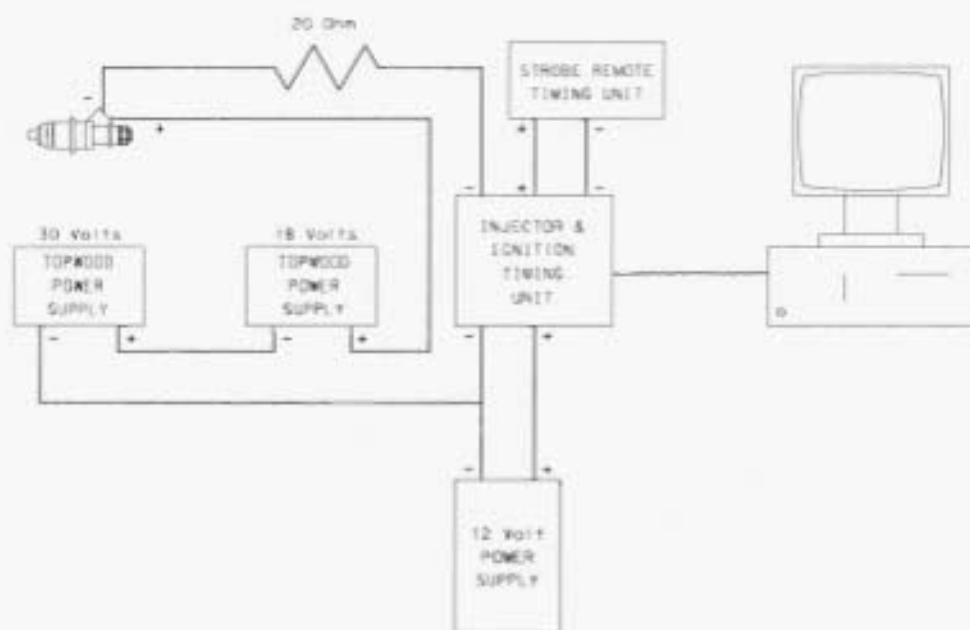 20 Ohm
STROBE REMOTE
TIMING UNIT
-
+
+
-
-
+
-
30 Volts
18 Volts
INJECTOR &
IGNITION
TIMING
UNIT
TOPWOOD
POWER
SUPPLY
TOPWOOD
POWER
SUPPLY
-
+
-
+
-
+
-
+
12 Volt
POWER
SUPPLY